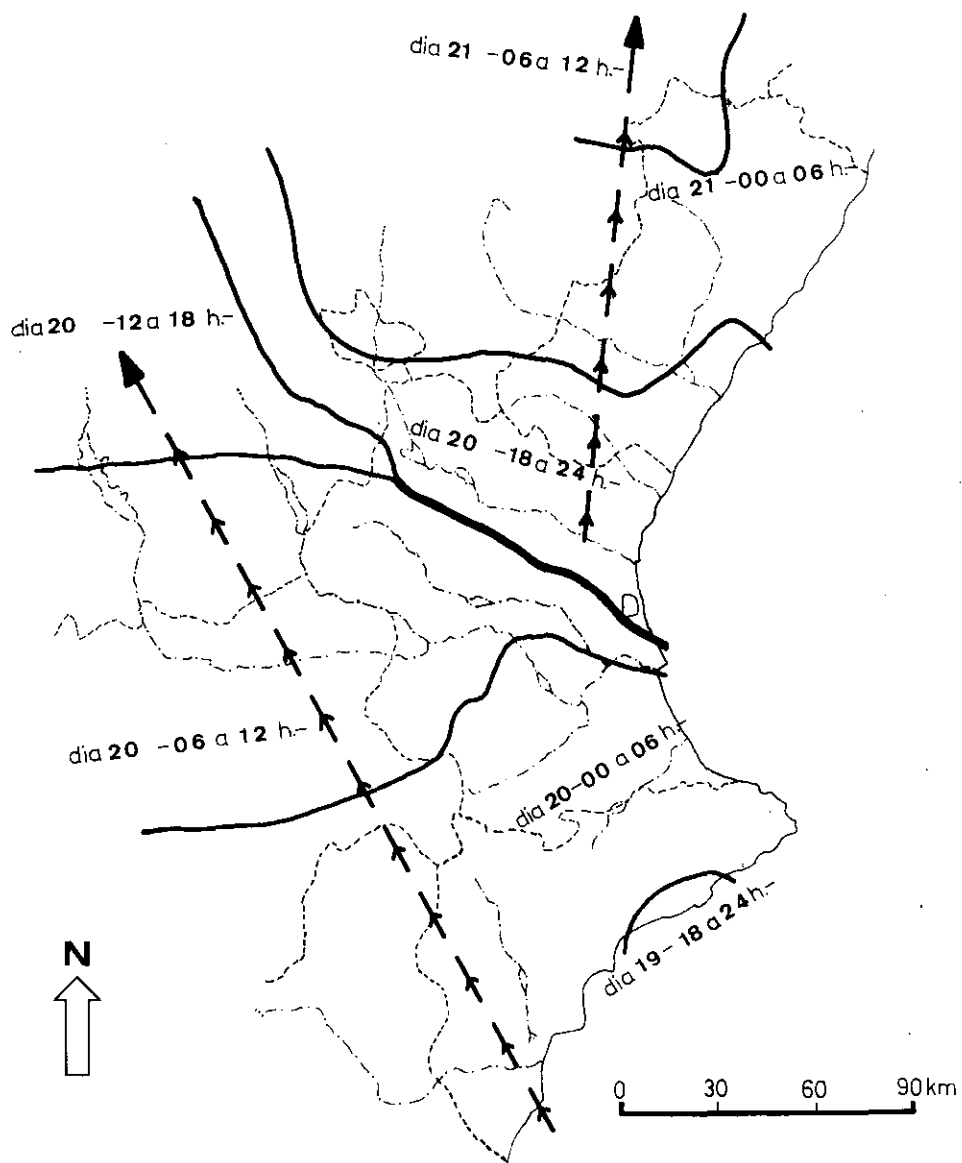 dia 21 -06 a 12 h.-
dia 21 -00 a 06 h.-
dia 20 -12 a 18 h.-
dia 20 -18 a 24 h.-
dia 20 -06 a 12 h.-
dia 20-00 a 06 h.-
dia 19-18 a 24 h.-
N
0 30 60 90 km